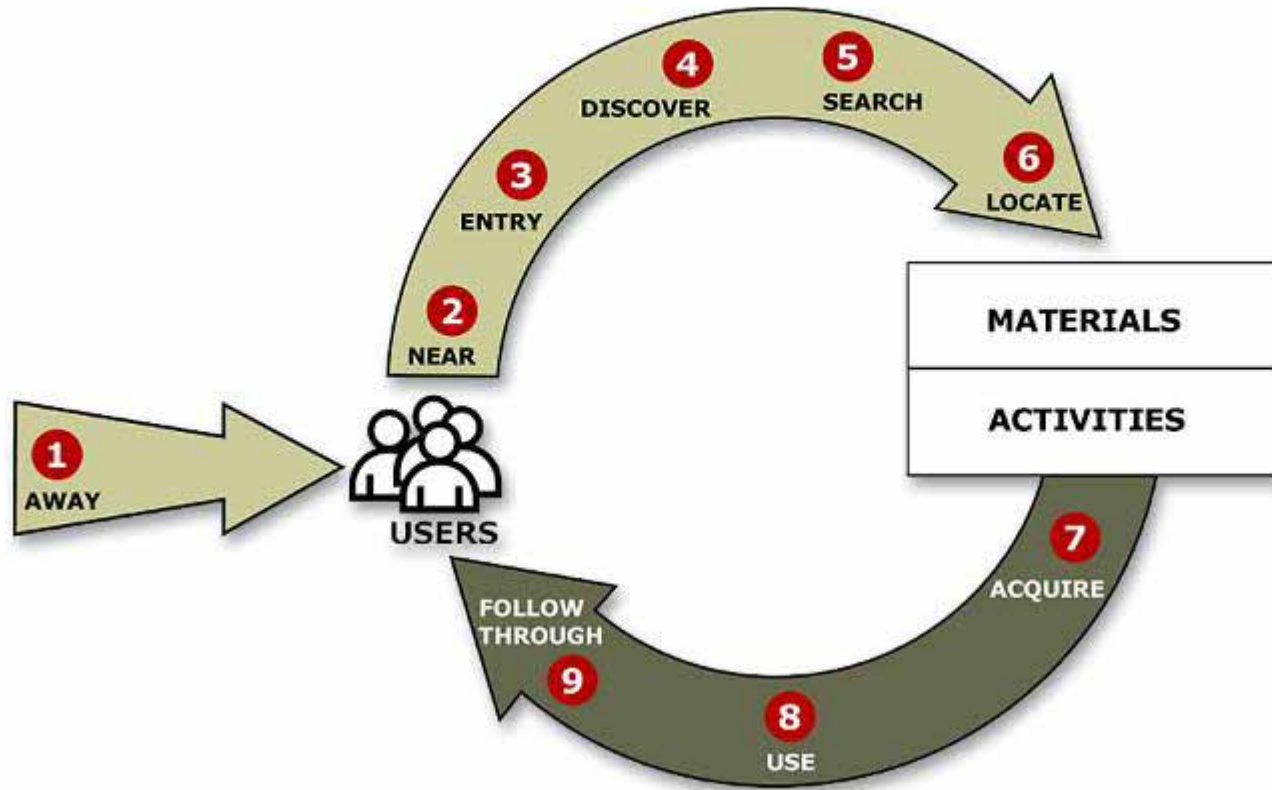 1
AWAY
USERS
2
NEAR
3
ENTRY
4
DISCOVER
5
SEARCH
6
LOCATE
MATERIALS
ACTIVITIES
7
ACQUIRE
8
USE
FOLLOW
THROUGH
9